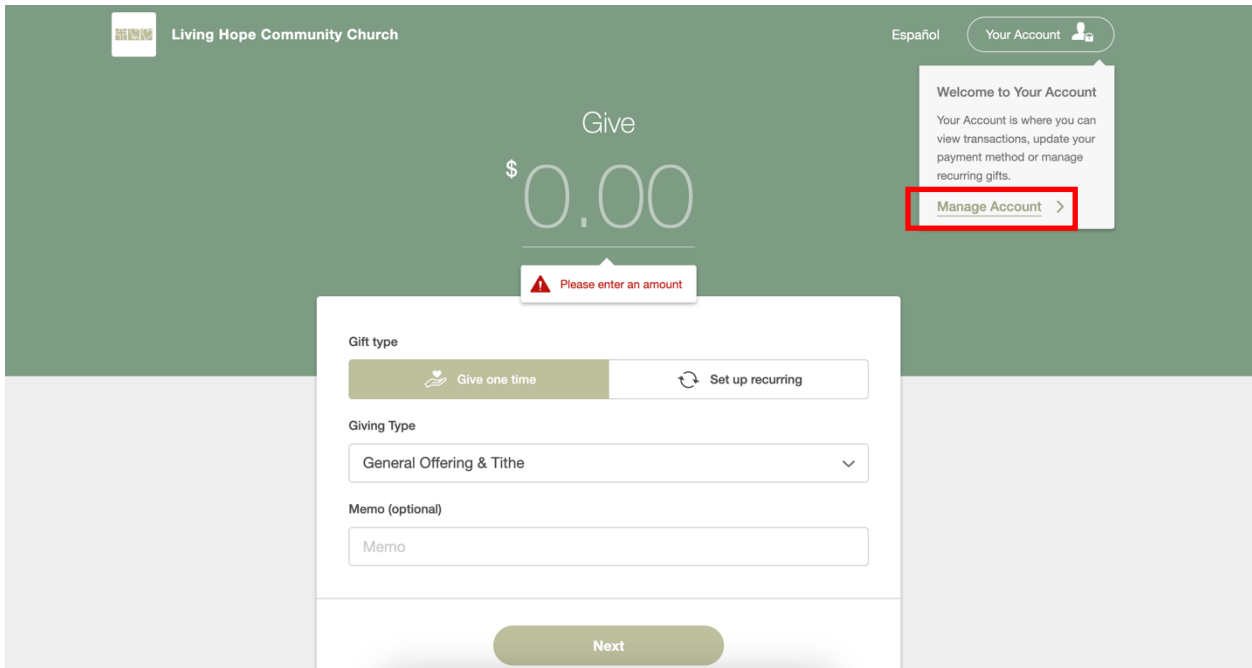 Living Hope Community Church
Español
Your Account
Welcome to Your Account
Your Account is where you can
view transactions, update your
payment method or manage
recurring gifts.
Manage Account
Give
$0.00
Please enter an amount
Gift type
Give one time
Set up recurring
Giving Type
General Offering & Tithe
Memo (optional)
Memo
Next